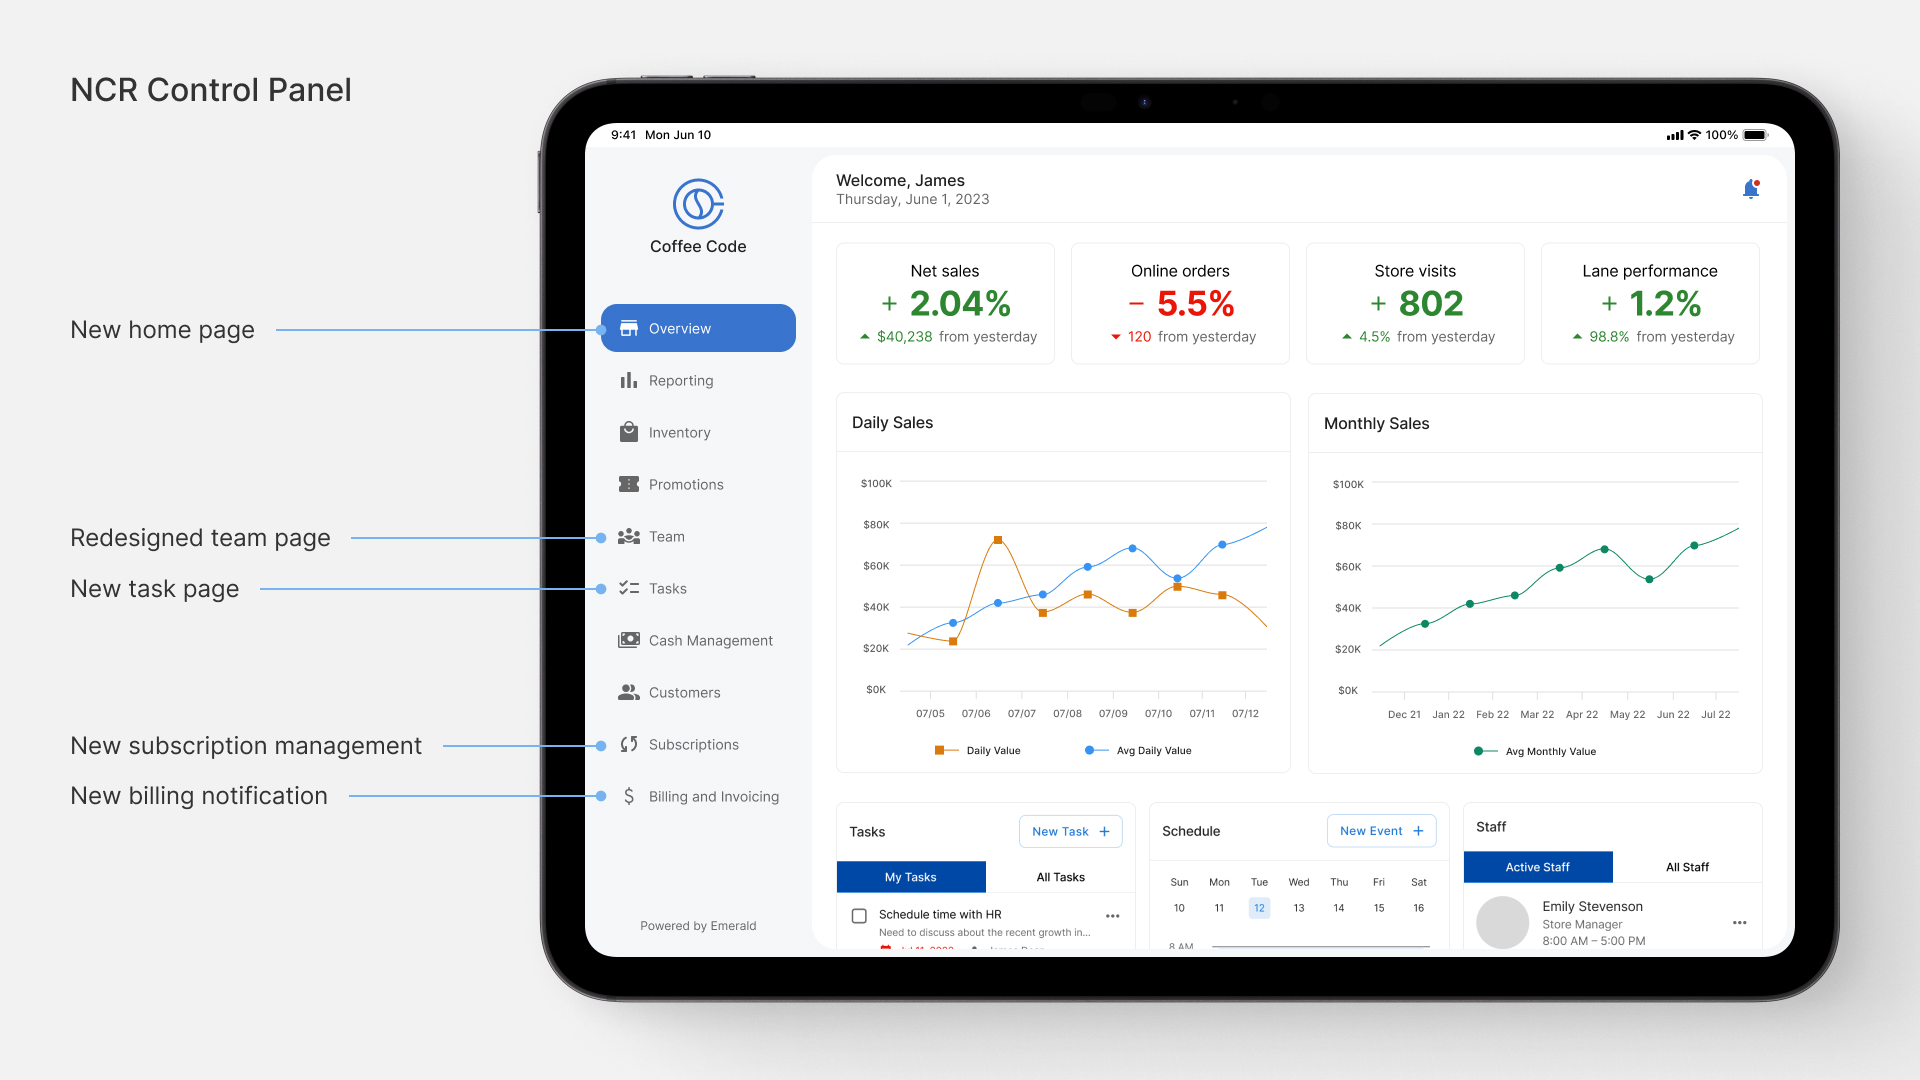 NCR Control Panel
New home page
Redesigned team page
New task page
New subscription management
New billing notification
9:41 Mon Jun 10
100%
Coffee Code
Overview
Reporting
Inventory
Promotions
Team
Tasks
Cash Management
Customers
Subscriptions
Billing and Invoicing
Powered by Emerald
Welcome, James
Thursday, June 1, 2023
Net sales
+ 2.04%
$40,238 from yesterday
Online orders
− 5.5%
120 from yesterday
Store visits
+ 802
4.5% from yesterday
Lane performance
+ 1.2%
98.8% from yesterday
Daily Sales
$100K
$80K
$60K
$40K
$20K
$0K
07/05 07/06 07/07 07/08 07/09 07/10 07/11 07/12
Daily Value Avg Daily Value
Monthly Sales
$100K
$80K
$60K
$40K
$20K
$0K
Dec 21 Jan 22 Feb 22 Mar 22 Apr 22 May 22 Jun 22 Jul 22
Avg Monthly Value
Tasks
New Task +
My Tasks All Tasks
Schedule time with HR
Need to discuss about the recent growth in...
Schedule
New Event +
Sun Mon Tue Wed Thu Fri Sat
10 11 12 13 14 15 16
8 AM
Staff
Active Staff All Staff
Emily Stevenson
Store Manager
8:00 AM – 5:00 PM